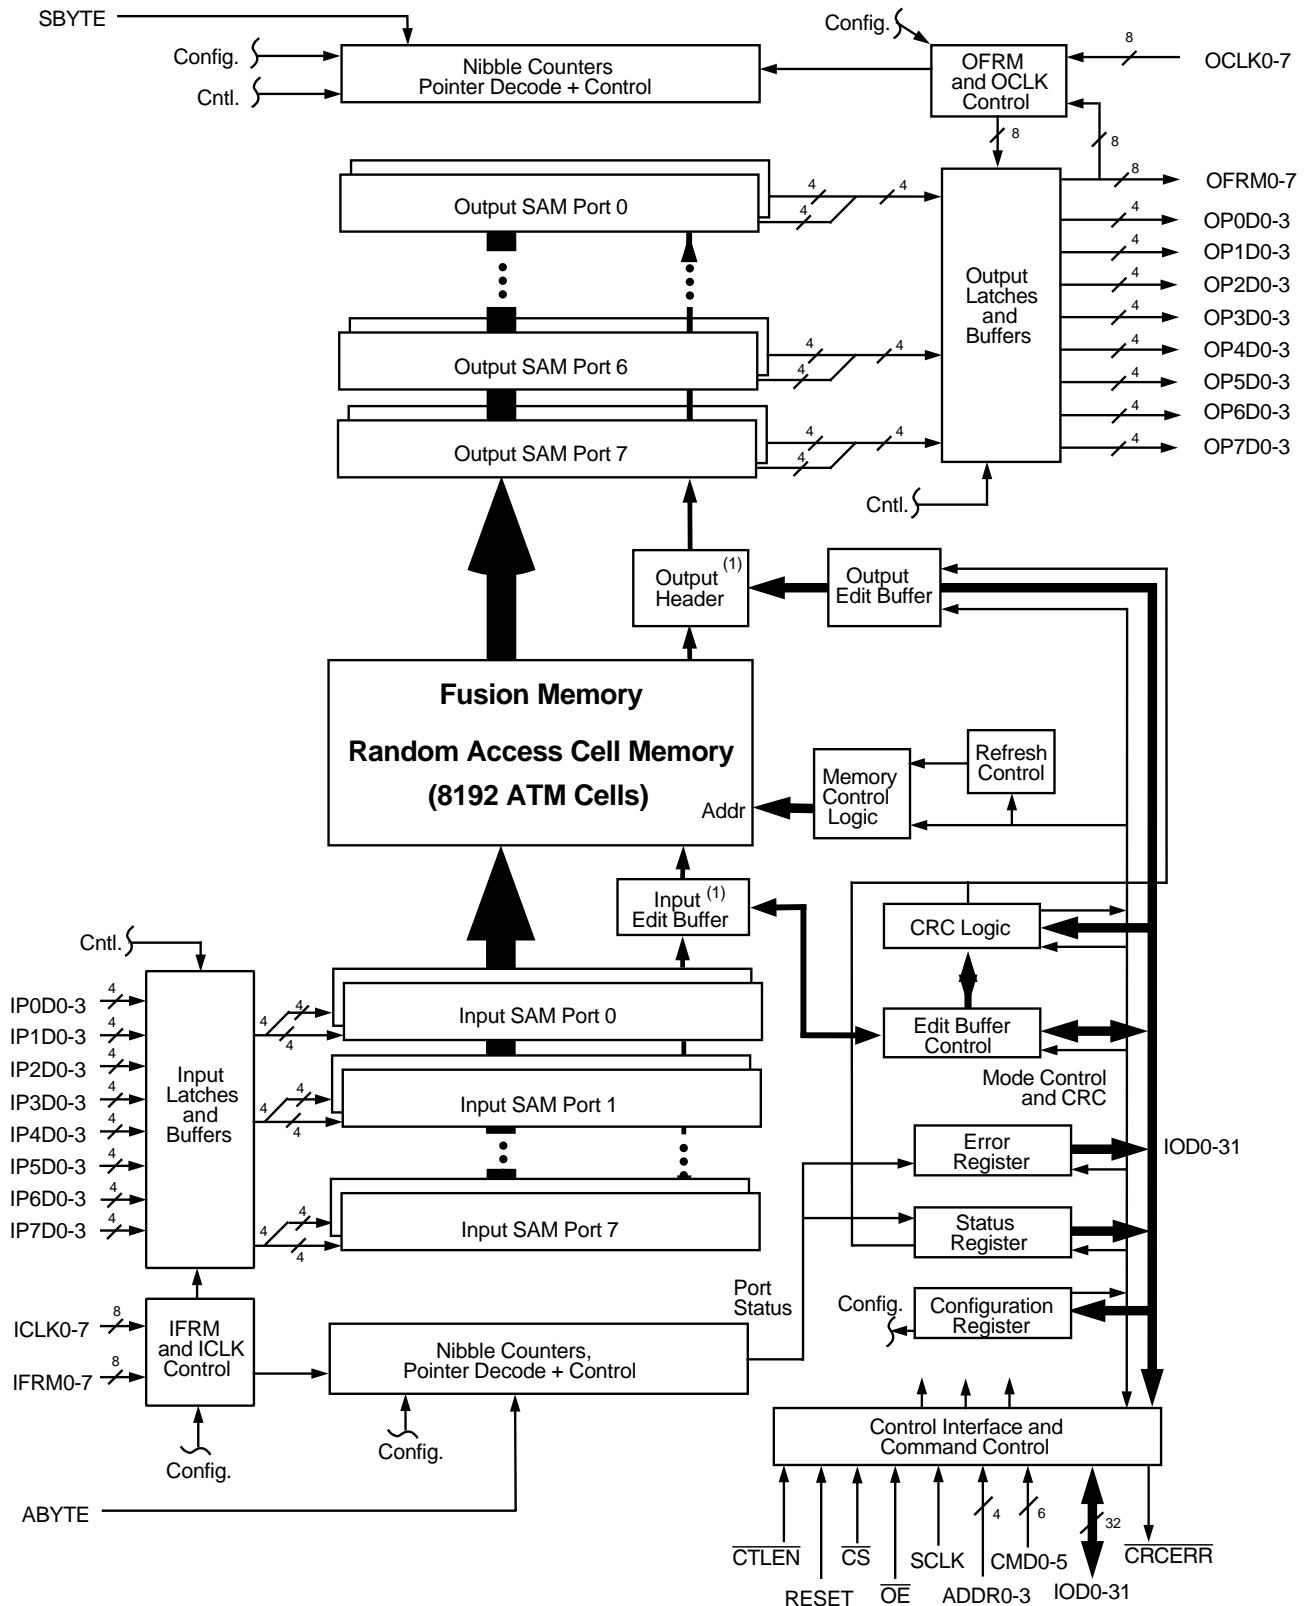 SBYTE
Config.
Cntl.
Nibble Counters
Pointer Decode + Control
Config.
OFRM
and OCLK
Control
8
OCLK0-7
8
8
8
OFRM0-7
Output SAM Port 0
4
4
4
4
OP0D0-3
4
OP1D0-3
4
OP2D0-3
4
OP3D0-3
4
OP4D0-3
4
OP5D0-3
4
OP6D0-3
4
OP7D0-3
Output
Latches
and
Buffers
Output SAM Port 6
4
4
4
Output SAM Port 7
4
4
4
Cntl.
Output (1)
Header
Output
Edit Buffer
Fusion Memory
Random Access Cell Memory
(8192 ATM Cells)
Addr
Memory
Control
Logic
Refresh
Control
Input (1)
Edit Buffer
CRC Logic
Edit Buffer
Control
Mode Control
and CRC
Cntl.
IP0D0-3
4
IP1D0-3
4
IP2D0-3
4
IP3D0-3
4
IP4D0-3
4
IP5D0-3
4
IP6D0-3
4
IP7D0-3
4
Input
Latches
and
Buffers
4
4
4
Input SAM Port 0
4
4
4
Input SAM Port 1
4
4
4
Input SAM Port 7
Error
Register
IOD0-31
Status
Register
Port
Status
Config.
Configuration
Register
ICLK0-7
8
IFRM0-7
8
IFRM
and ICLK
Control
Config.
Nibble Counters,
Pointer Decode + Control
Config.
ABYTE
Control Interface and
Command Control
4
6
32
CTLEN
RESET
CS
OE
SCLK
ADDR0-3
CMD0-5
IOD0-31
CRCERR